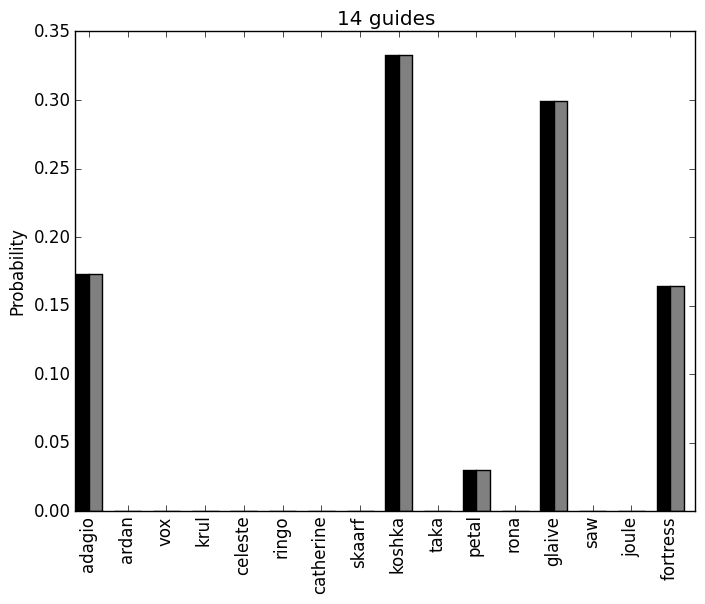 14 guides
Probability
0.35
0.30
0.25
0.20
0.15
0.10
0.05
0.00
adagio
ardan
vox
krul
celeste
ringo
catherine
skaarf
koshka
taka
petal
rona
glaive
saw
joule
fortress